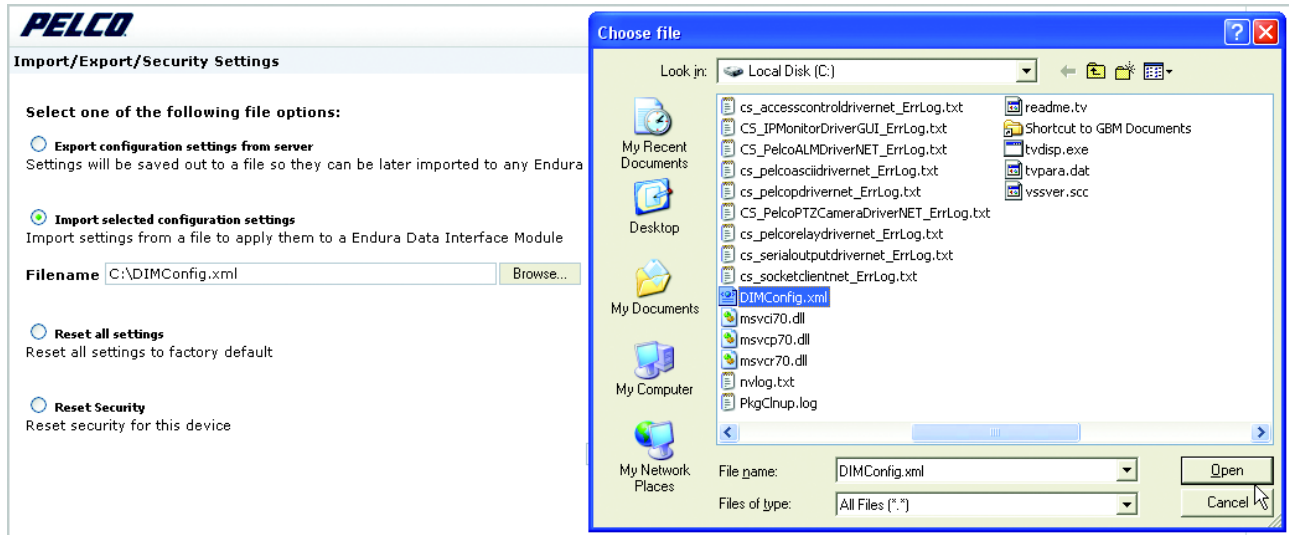 PELCO
Import/Export/Security Settings
Select one of the following file options:
Export configuration settings from server
Settings will be saved out to a file so they can be later imported to any Endura
Import selected configuration settings
Import settings from a file to apply them to a Endura Data Interface Module
Filename C:\DIMConfig.xml Browse...
Reset all settings
Reset all settings to factory default
Reset Security
Reset security for this device
Choose file
Look in: Local Disk (C:)
My Recent
Documents
Desktop
My Documents
My Computer
My Network
Places
cs_accesscontroldrivernet_ErrLog.txt
CS_IPMonitorDriverGUI_ErrLog.txt
CS_PelcoALMDriverNET_ErrLog.txt
cs_pelcoasciidrivernet_ErrLog.txt
cs_pelcopdrivernet_ErrLog.txt
CS_PelcoPTZCameraDriverNET_ErrLog.txt
cs_pelcorelaydrivernet_ErrLog.txt
cs_serialoutputdrivernet_ErrLog.txt
cs_socketclientnet_ErrLog.txt
DIMConfig.xml
msvci70.dll
msvcp70.dll
msvcr70.dll
nvlog.txt
PkgClnup.log
readme.tv
Shortcut to GBM Documents
tvdisp.exe
tvpara.dat
vssver.scc
File name: DIMConfig.xml Open
Files of type: All Files (*.*) Cancel